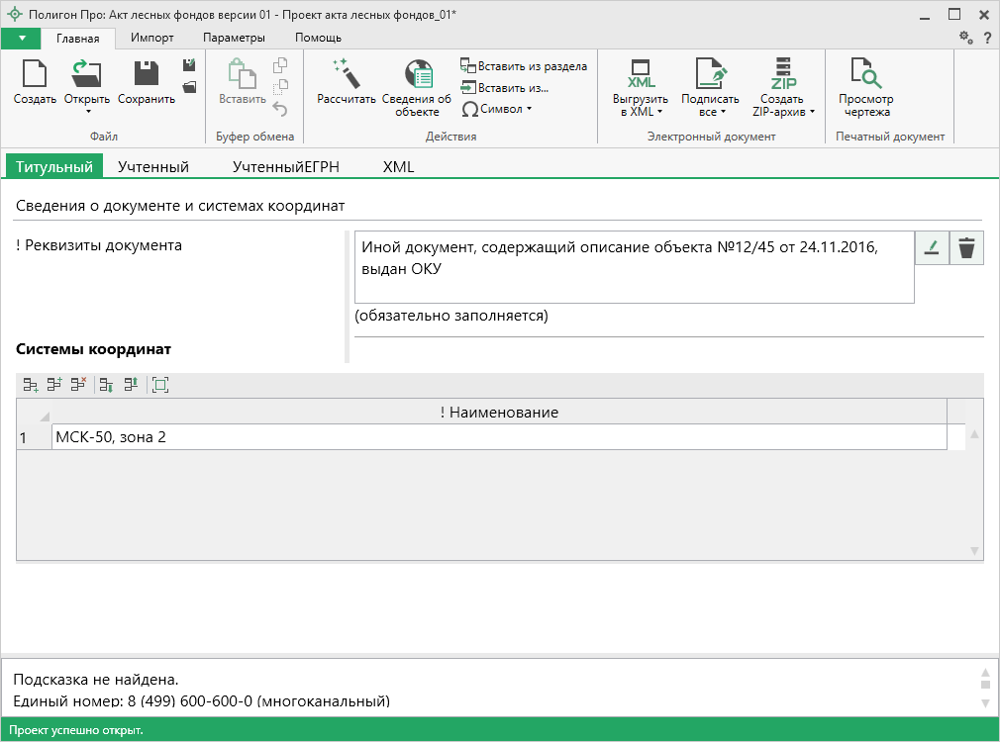 Полигон Про: Акт лесных фондов версии 01 - Проект акта лесных фондов_01*
Главная Импорт Параметры Помощь ?
Создать Открыть Сохранить
Файл
Вставить
Буфер обмена
Рассчитать Сведения об объекте
Вставить из раздела
Вставить из...
Символ
Действия
XML
Выгрузить
в XML
Подписать
все
ZIP
Создать
ZIP-архив
Электронный документ
Просмотр
чертежа
Печатный документ
Титульный Учтенный УчтенныйЕГРН XML
Сведения о документе и системах координат
! Реквизиты документа
Иной документ, содержащий описание объекта №12/45 от 24.11.2016,
выдан ОКУ
(обязательно заполняется)
Системы координат
! Наименование
1 МСК-50, зона 2
Подсказка не найдена.
Единый номер: 8 (499) 600-600-0 (многоканальный)
Проект успешно открыт.